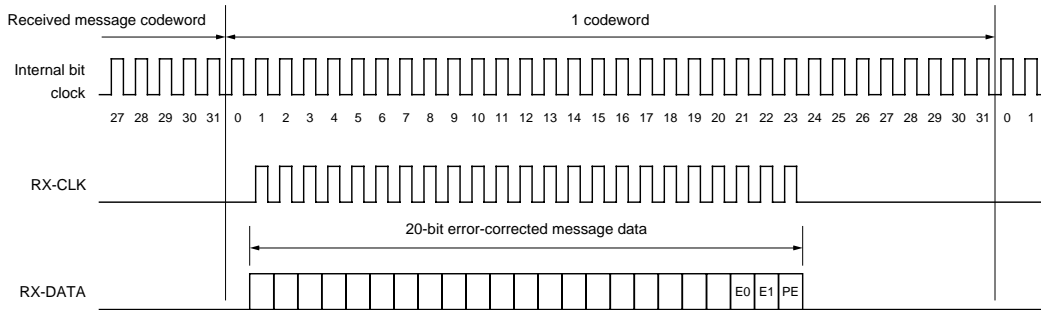 Received message codeword
1 codeword
Internal bit
clock
27 28 29 30 31 0 1 2 3 4 5 6 7 8 9 10 11 12 13 14 15 16 17 18 19 20 21 22 23 24 25 26 27 28 29 30 31 0 1
RX-CLK
20-bit error-corrected message data
RX-DATA
E0 E1 PE